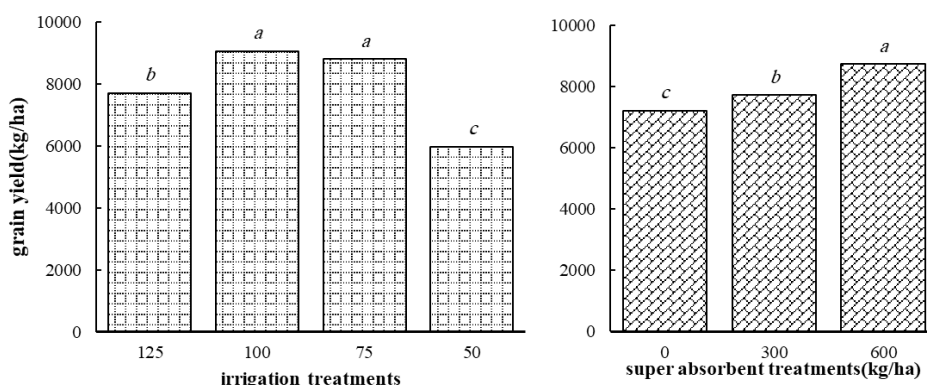 grain yield(kg/ha)
10000
8000
6000
4000
2000
0
b
a
a
c
125 100 75 50
irrigation treatments
10000
8000
6000
4000
2000
0
c
b
a
0 300 600
super absorbent treatments(kg/ha)